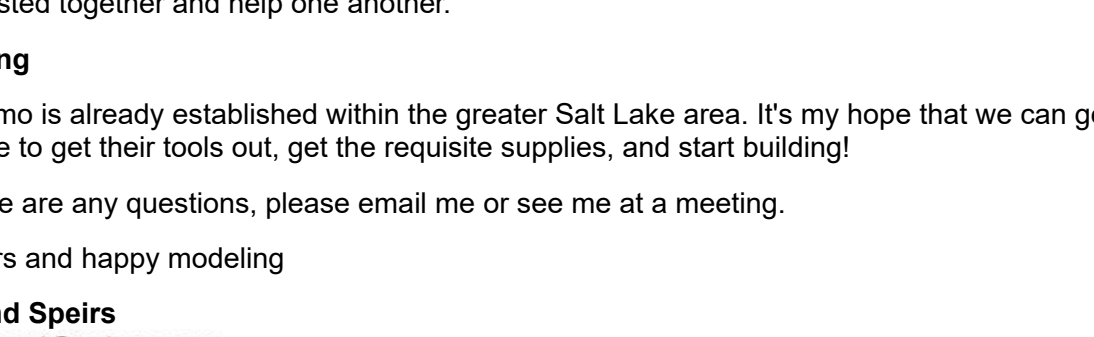 sted together and help one another.
ng
mo is already established within the greater Salt Lake area. It's my hope that we can g
e to get their tools out, get the requisite supplies, and start building!
e are any questions, please email me or see me at a meeting.
rs and happy modeling
nd Speirs